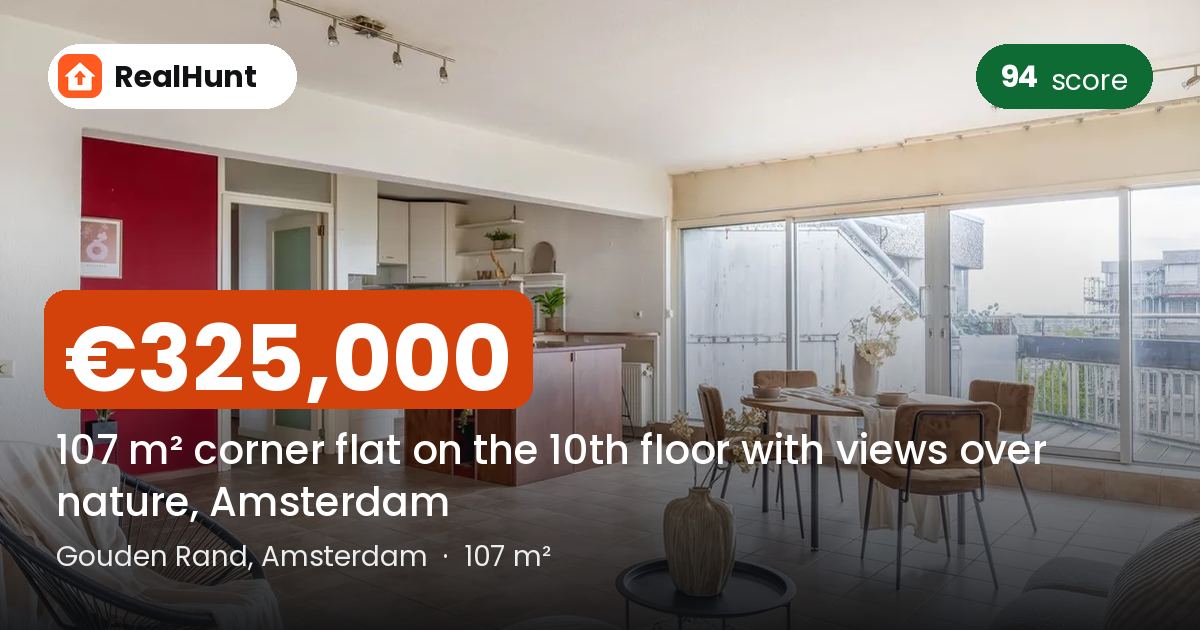 RealHunt
94 score
€325,000
107 m² corner flat on the 10th floor with views over
nature, Amsterdam
Gouden Rand, Amsterdam · 107 m²